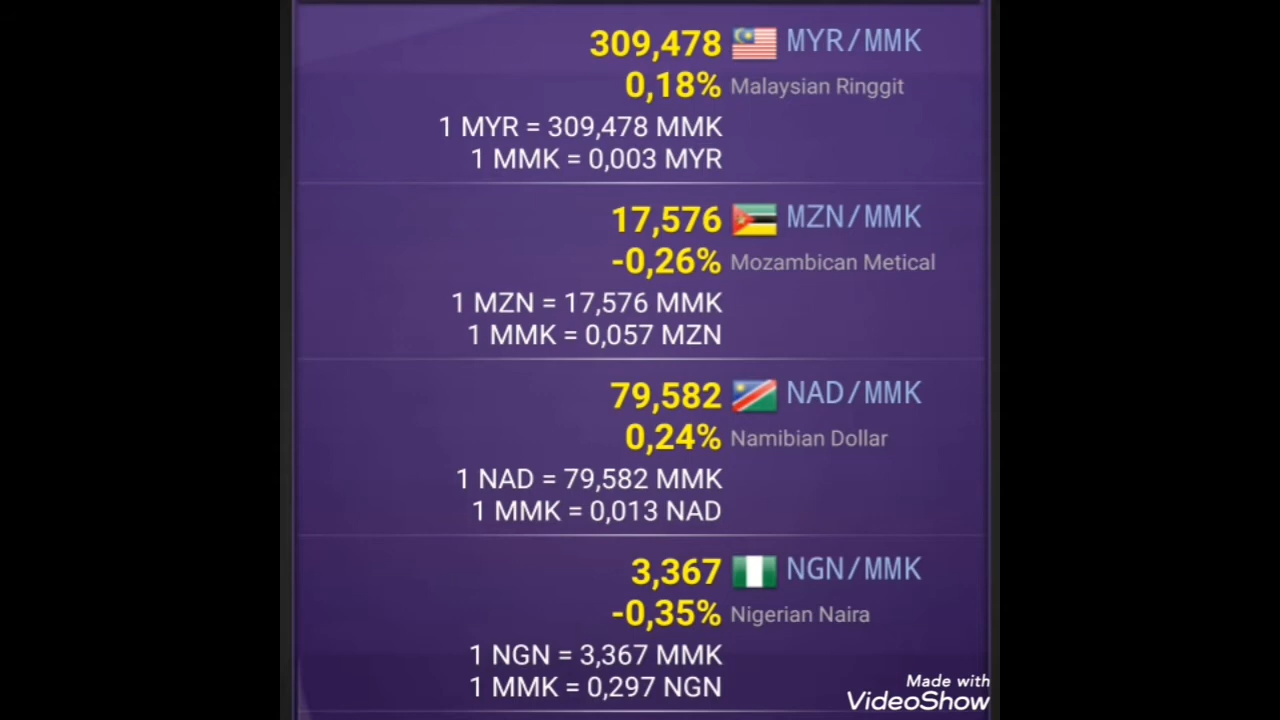 309,478 MYR/MMK
0,18% Malaysian Ringgit
1 MYR = 309,478 MMK
1 MMK = 0,003 MYR
17,576 MZN/MMK
-0,26% Mozambican Metical
1 MZN = 17,576 MMK
1 MMK = 0,057 MZN
79,582 NAD/MMK
0,24% Namibian Dollar
1 NAD = 79,582 MMK
1 MMK = 0,013 NAD
3,367 NGN/MMK
-0,35% Nigerian Naira
1 NGN = 3,367 MMK
1 MMK = 0,297 NGN
Made with
VideoShow